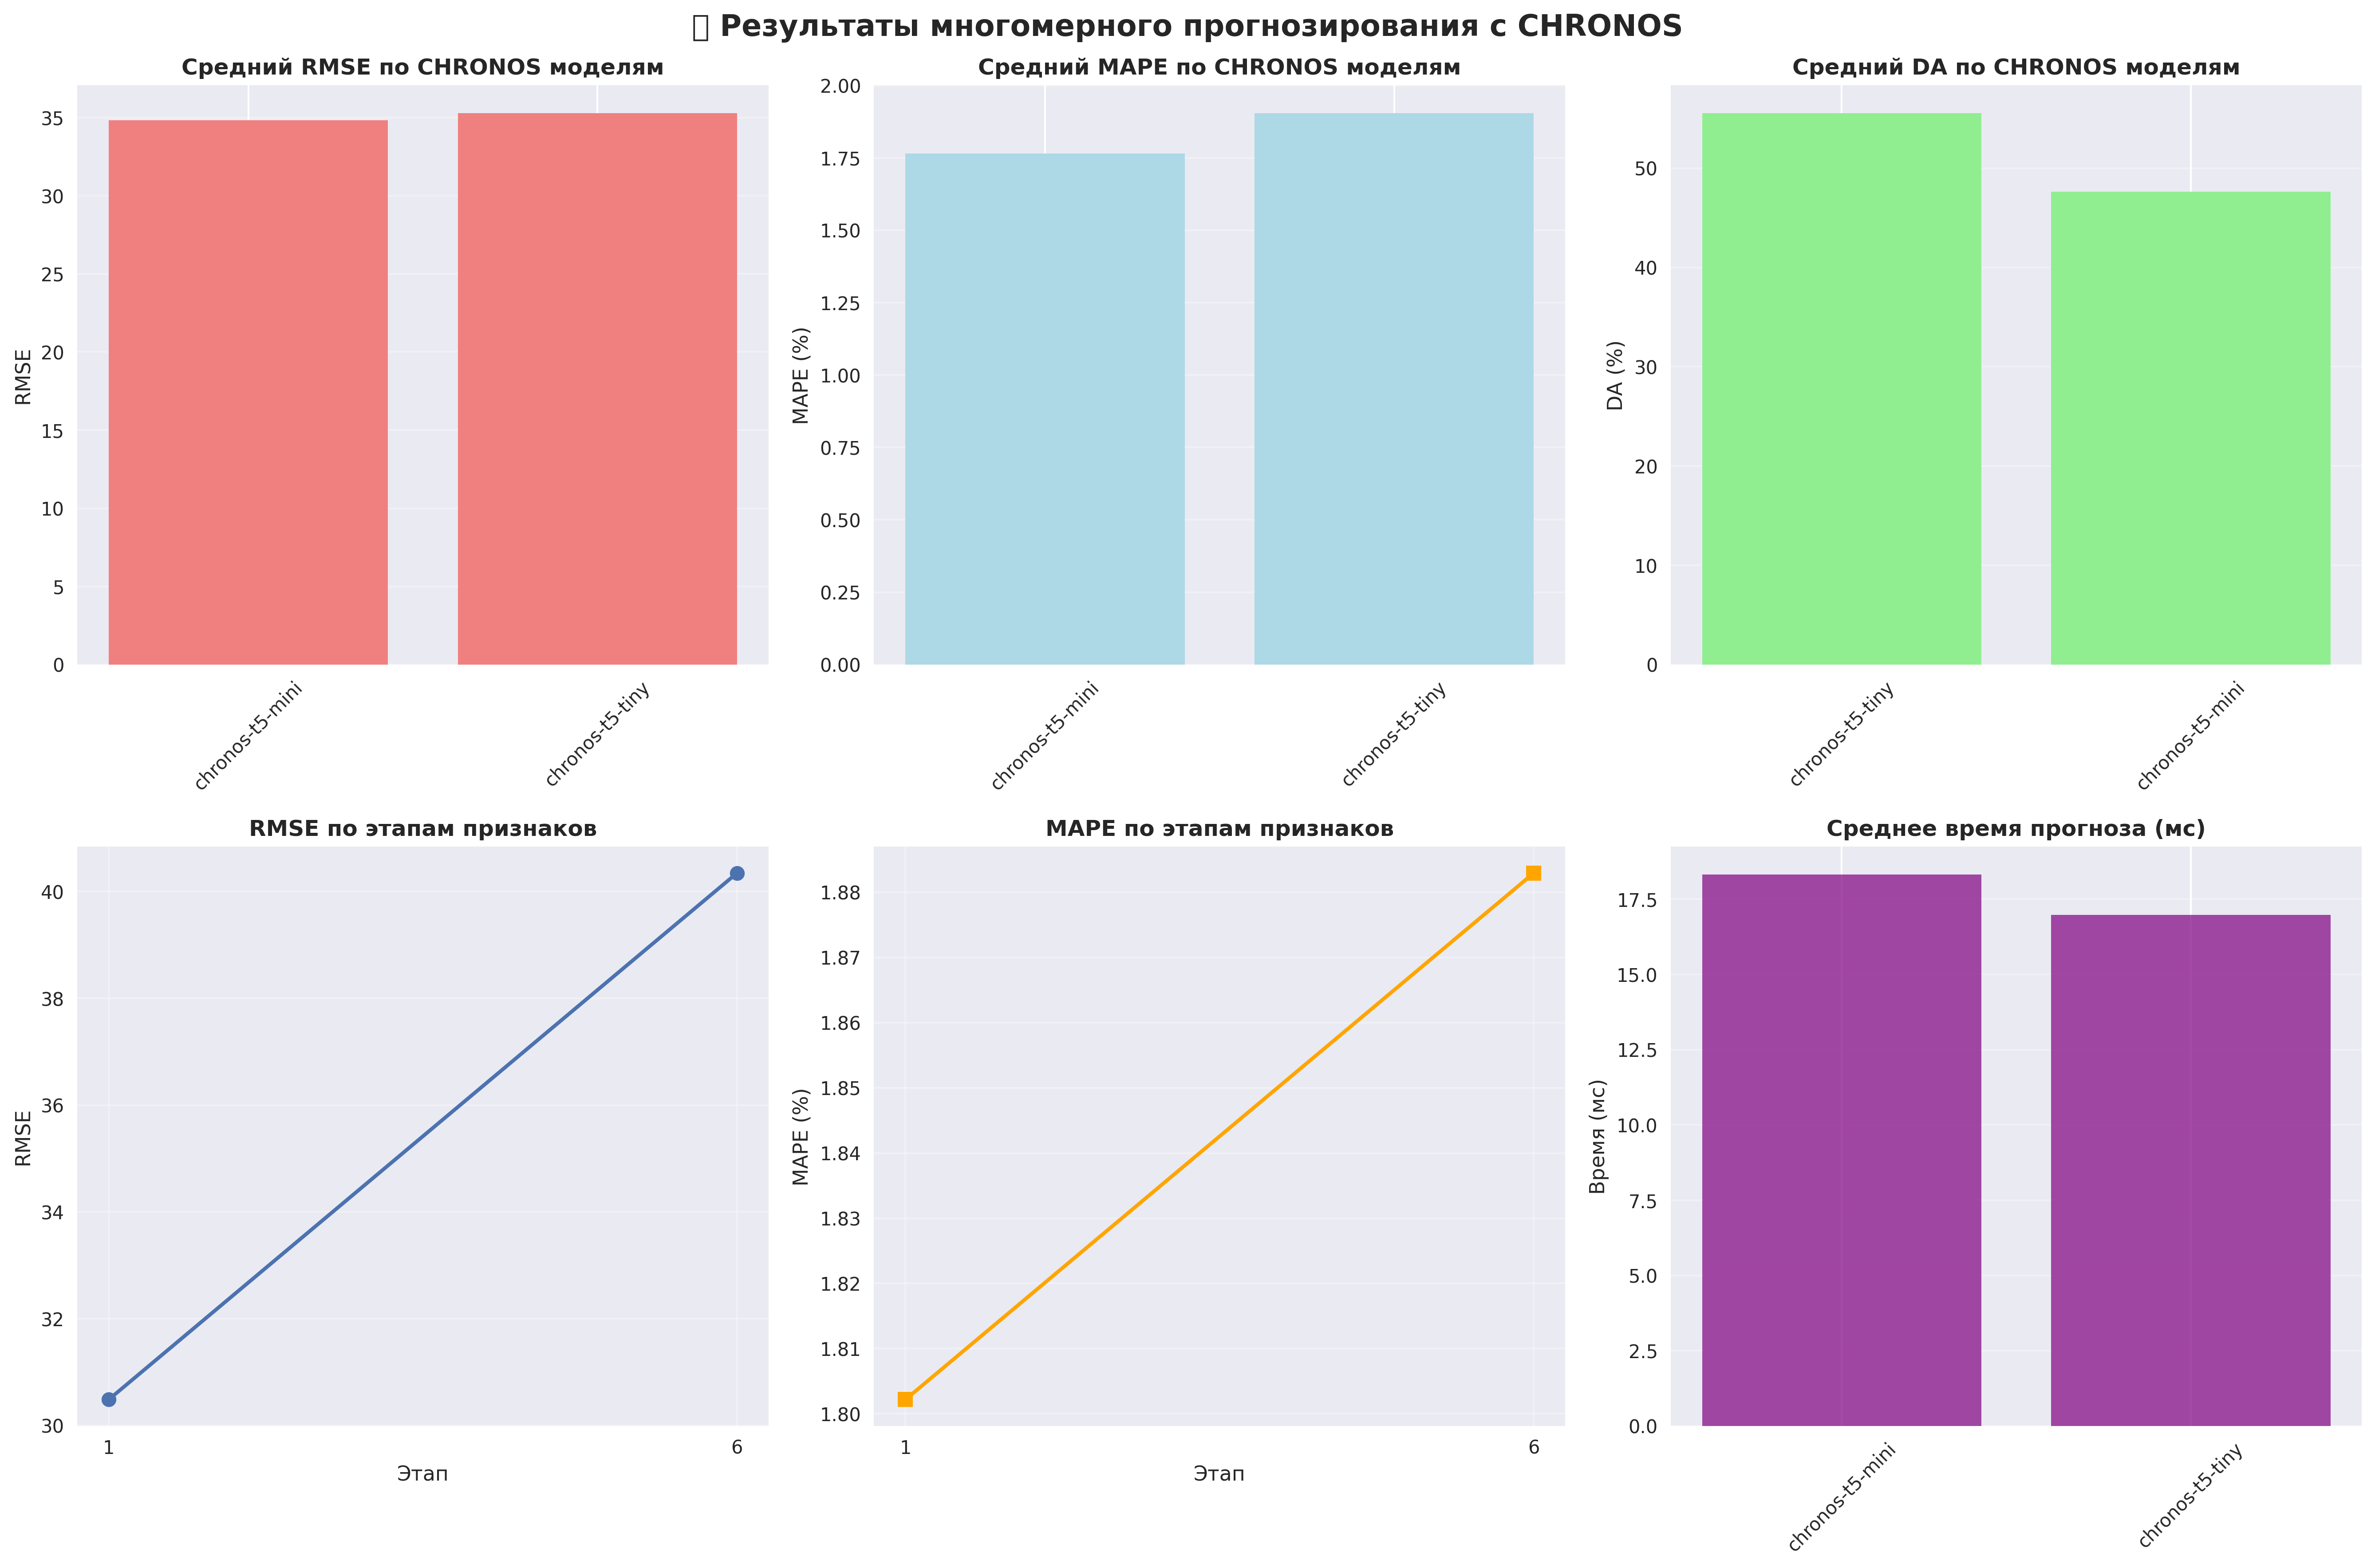 Результаты многомерного прогнозирования с CHRONOS
Средний RMSE по CHRONOS моделям
RMSE
35
30
25
20
15
10
5
0
chronos-t5-mini
chronos-t5-tiny
Средний MAPE по CHRONOS моделям
MAPE (%)
2.00
1.75
1.50
1.25
1.00
0.75
0.50
0.25
0.00
chronos-t5-mini
chronos-t5-tiny
Средний DA по CHRONOS моделям
DA (%)
50
40
30
20
10
0
chronos-t5-tiny
chronos-t5-mini
RMSE по этапам признаков
RMSE
40
38
36
34
32
30
1
6
Этап
MAPE по этапам признаков
MAPE (%)
1.88
1.87
1.86
1.85
1.84
1.83
1.82
1.81
1.80
1
6
Этап
Среднее время прогноза (мс)
Время (мс)
17.5
15.0
12.5
10.0
7.5
5.0
2.5
0.0
chronos-t5-mini
chronos-t5-tiny